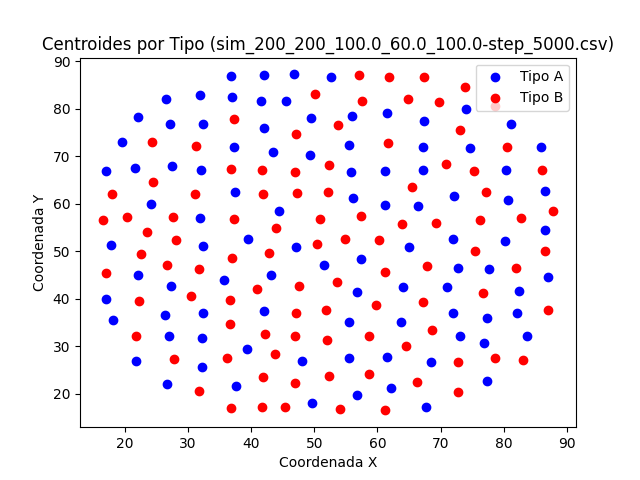 Centroides por Tipo (sim_200_200_100.0_60.0_100.0-step_5000.csv)
Tipo A
Tipo B
Coordenada Y
90
80
70
60
50
40
30
20
20 30 40 50 60 70 80 90
Coordenada X